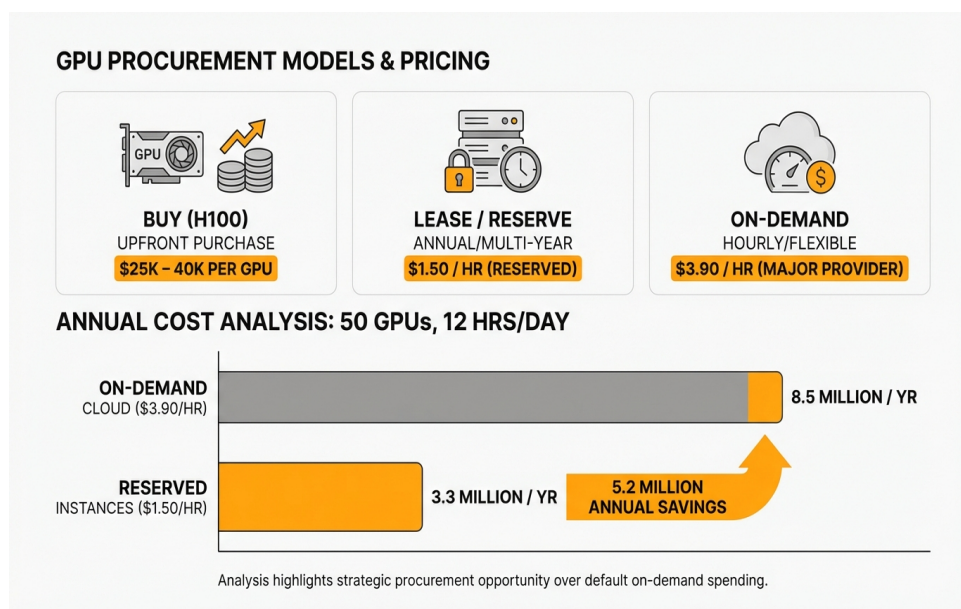 GPU PROCUREMENT MODELS & PRICING
GPU
BUY (H100)
UPFRONT PURCHASE
$25K – 40K PER GPU
LEASE / RESERVE
ANNUAL/MULTI-YEAR
$1.50 / HR (RESERVED)
$
ON-DEMAND
HOURLY/FLEXIBLE
$3.90 / HR (MAJOR PROVIDER)
ANNUAL COST ANALYSIS: 50 GPUs, 12 HRS/DAY
ON-DEMAND
CLOUD ($3.90/HR)
8.5 MILLION / YR
RESERVED
INSTANCES ($1.50/HR)
3.3 MILLION / YR
5.2 MILLION
ANNUAL SAVINGS
Analysis highlights strategic procurement opportunity over default on-demand spending.